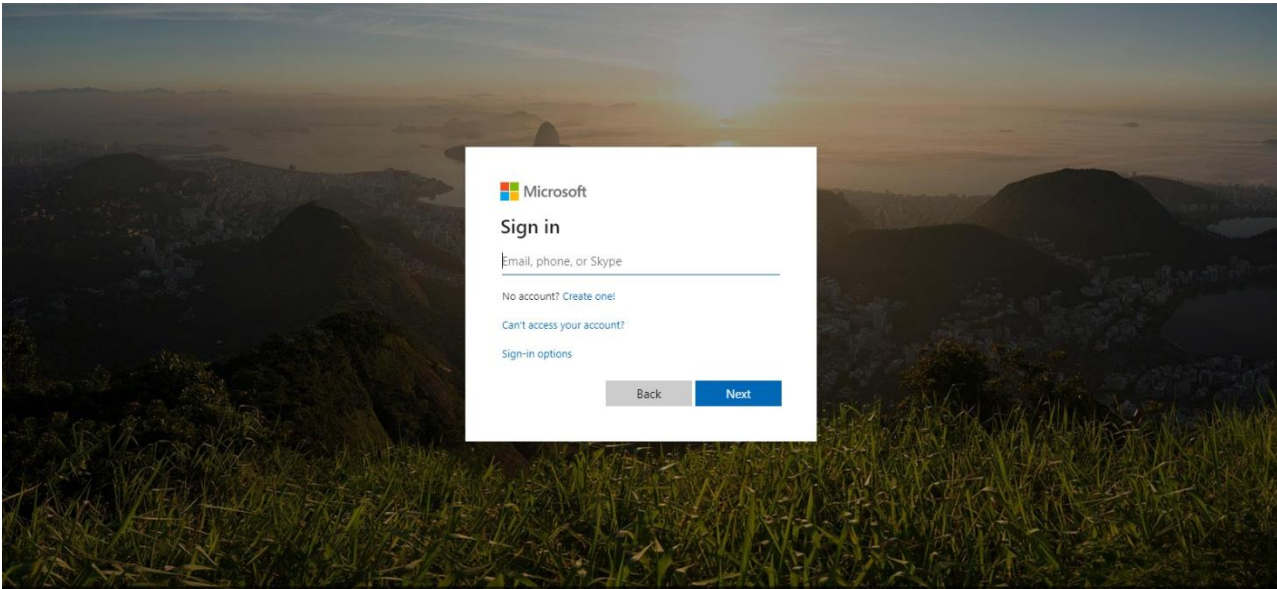 Microsoft
Sign in
Email, phone, or Skype
No account? Create one!
Can't access your account?
Sign-in options
Back Next